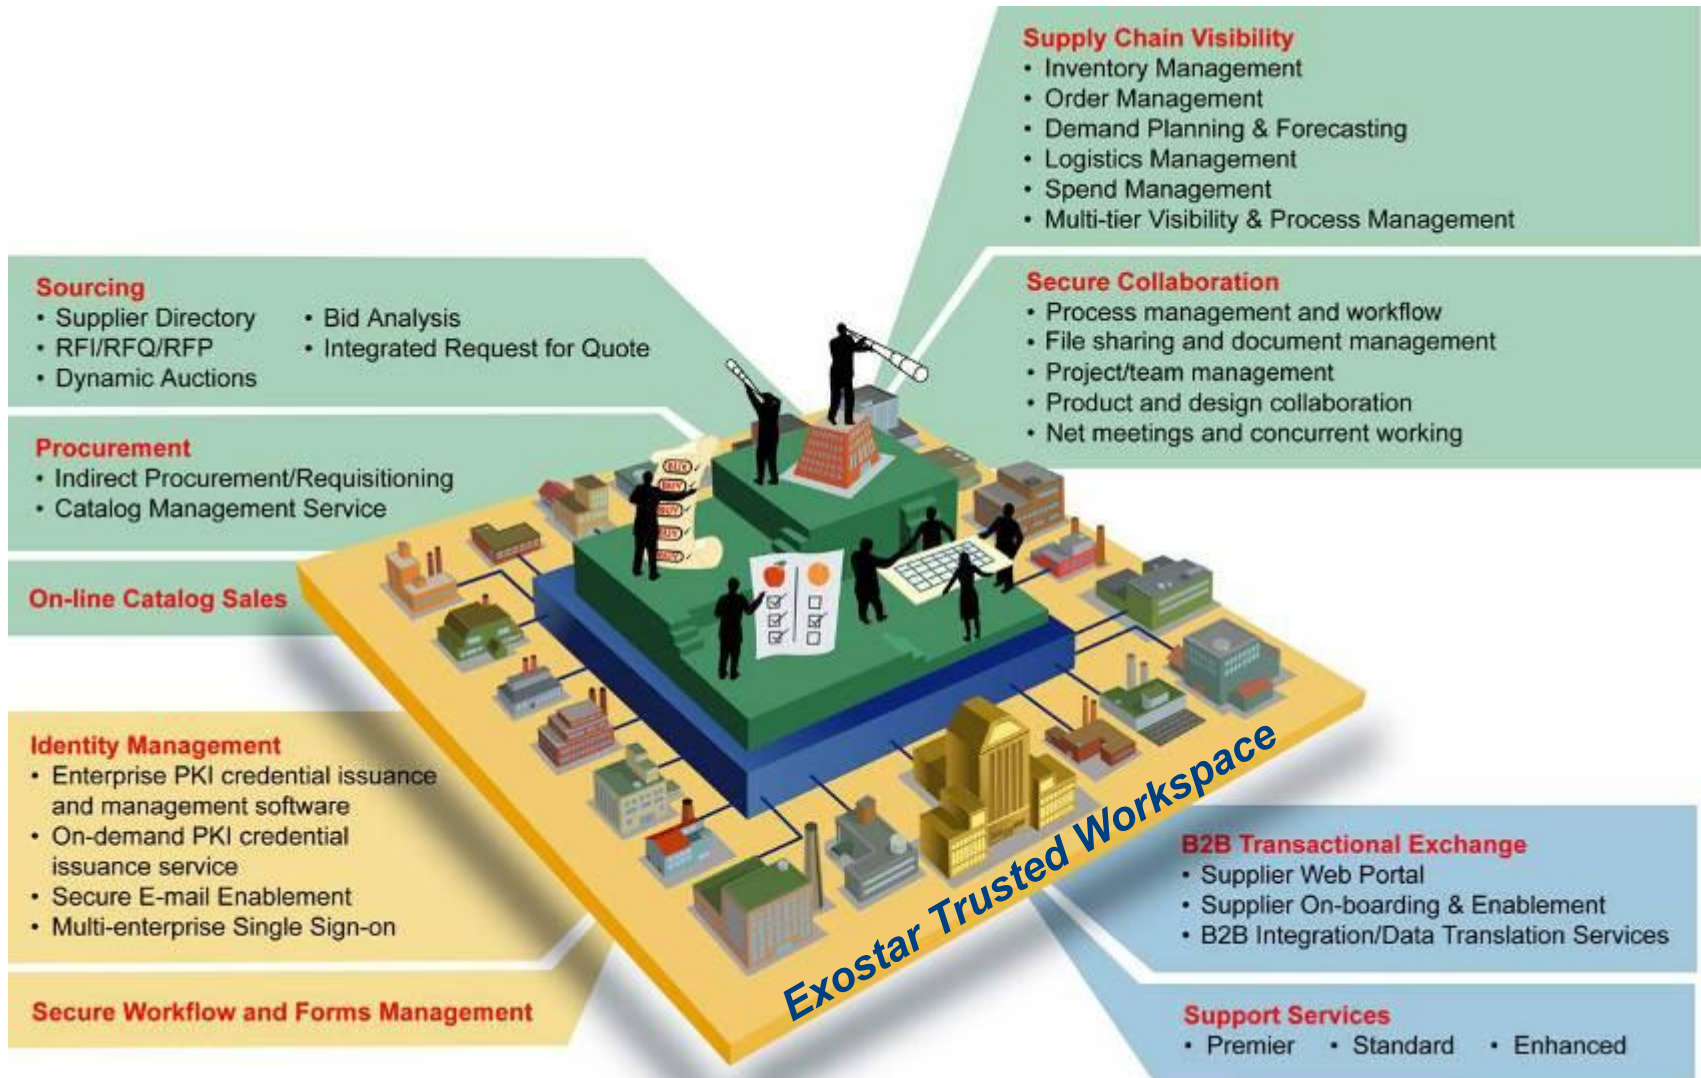 Supply Chain Visibility
• Inventory Management
• Order Management
• Demand Planning & Forecasting
• Logistics Management
• Spend Management
• Multi-tier Visibility & Process Management
Secure Collaboration
• Process management and workflow
• File sharing and document management
• Project/team management
• Product and design collaboration
• Net meetings and concurrent working
Sourcing
• Supplier Directory
• RFI/RFQ/RFP
• Dynamic Auctions
• Bid Analysis
• Integrated Request for Quote
Procurement
• Indirect Procurement/Requisitioning
• Catalog Management Service
On-line Catalog Sales
BUY
BUY
BUY
BUY
BUY
Identity Management
• Enterprise PKI credential issuance
and management software
• On-demand PKI credential
issuance service
• Secure E-mail Enablement
• Multi-enterprise Single Sign-on
Secure Workflow and Forms Management
Exostar Trusted Workspace
B2B Transactional Exchange
• Supplier Web Portal
• Supplier On-boarding & Enablement
• B2B Integration/Data Translation Services
Support Services
• Premier • Standard • Enhanced